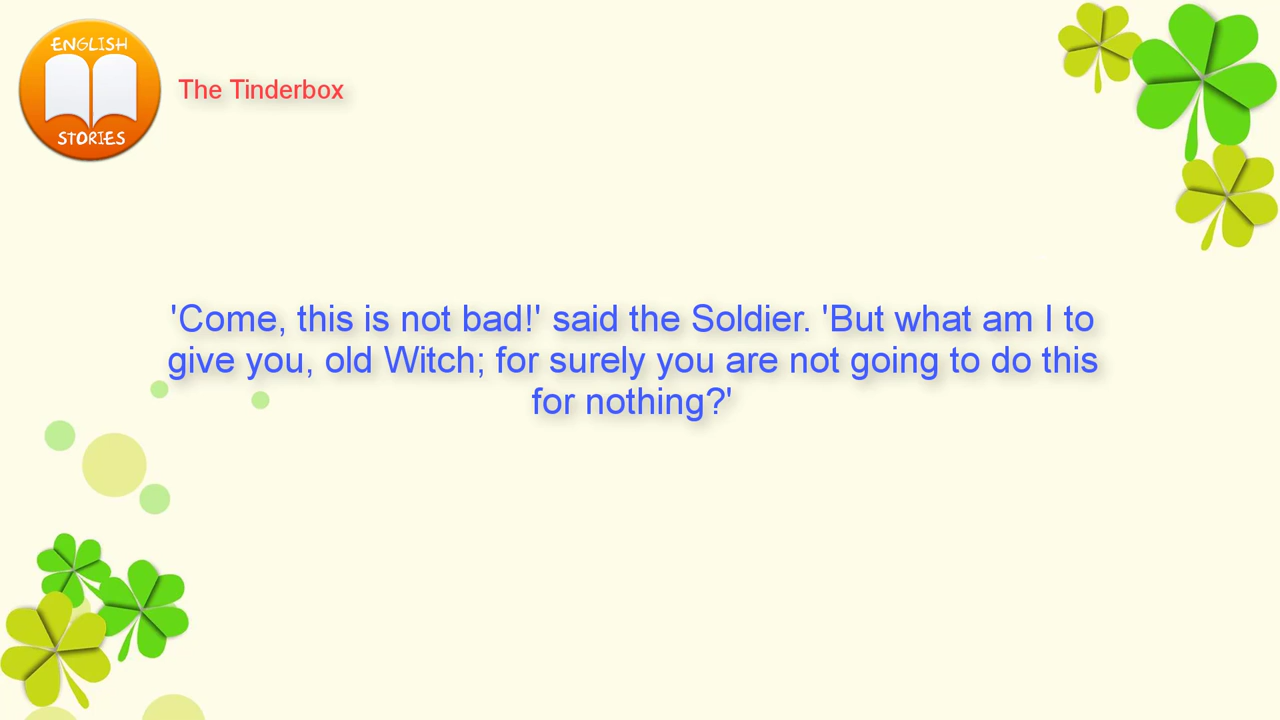 ENGLISH
STORIES
The Tinderbox
'Come, this is not bad!' said the Soldier. 'But what am I to
give you, old Witch; for surely you are not going to do this
for nothing?'